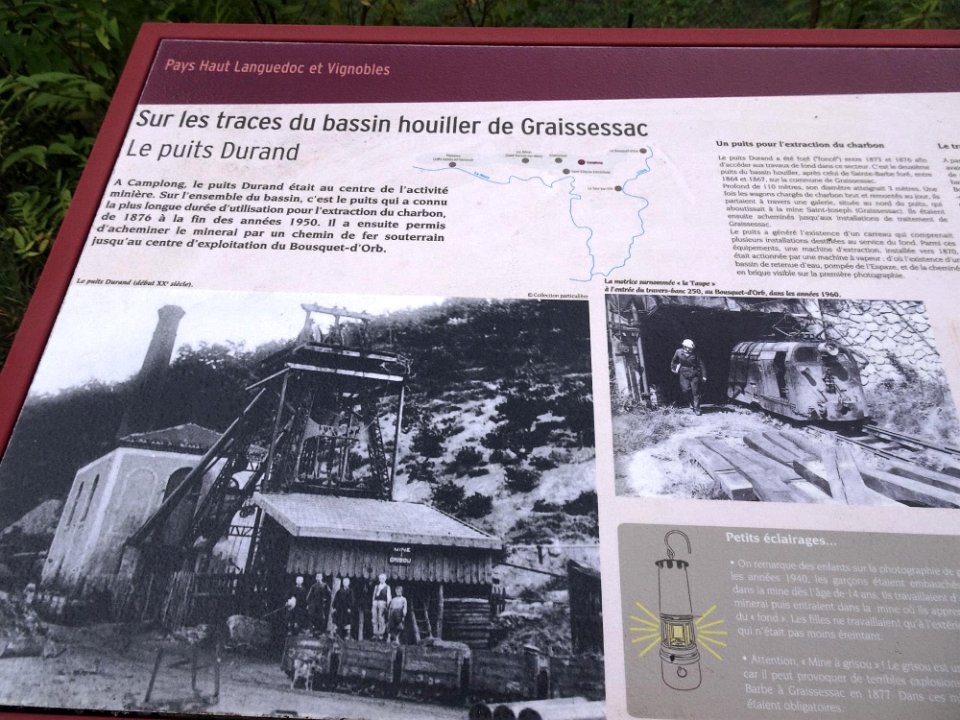 Pays Haut Languedoc et Vignobles
Sur les traces du bassin houiller de Graissessac
Le puits Durand
A Camplong, le puits Durand était au centre de l'activité
minière. Sur l'ensemble du bassin, c'est le puits qui a connu
la plus longue durée d'utilisation pour l'extraction du charbon,
de 1876 à la fin des années 1950. Il a ensuite permis
d'acheminer le minerai par un chemin de fer souterrain
jusqu'au centre d'exploitation du Bousquet-d'Orb.
Camplong
Un puits pour l'extraction du charbon
Le puits Durand a été foré ("foncé") entre 1873 et 1876 afin
d'accéder aux travaux de fond dans ce secteur. C'est le deuxième
puits du bassin houiller, après celui de Sainte-Barbe foré, entre
1864 et 1867, sur la commune de Graissessac.
Profond de 110 mètres, son diamètre atteignait 3 mètres. Une
fois les wagons chargés de charbon brut et remontés au jour, ils
partaient à travers une galerie, située au nord du puits, qui
aboutissait à la mine Saint-Joseph (Graissessac). Ils étaient
ensuite acheminés jusqu'aux installations de traitement de
Graissessac.
Le puits a généré l'existence d'un carreau qui comprenait
plusieurs installations destinées au service du fond. Parmi ces
équipements, une machine d'extraction, installée vers 1870,
était actionnée par une machine à vapeur : d'où l'existence d'un
bassin de retenue d'eau, pompée de l'Espaze, et de la cheminée
en brique visible sur la première photographie.
Le puits Durand (début XXe siècle).
© Collection particulière
La motrice surnommée « la Taupe »
à l'entrée du travers-banc 250, au Bousquet-d'Orb, dans les années 1960.
MINE
GRISOU
Petits éclairages...
• On remarque des enfants sur la photographie de
les années 1940, les garçons étaient embauchés
dans la mine dès l'âge de 14 ans. Ils travaillaient
minerai puis entraient dans la mine où ils
du « fond ». Les filles ne travaillaient qu'à
qui n'était pas moins éreintant.
• Attention, « Mine à grisou » ! Le grisou est
car il peut provoquer de terribles explosions
Barbe à Graissessac en 1877. Dans ces
étaient obligatoires.